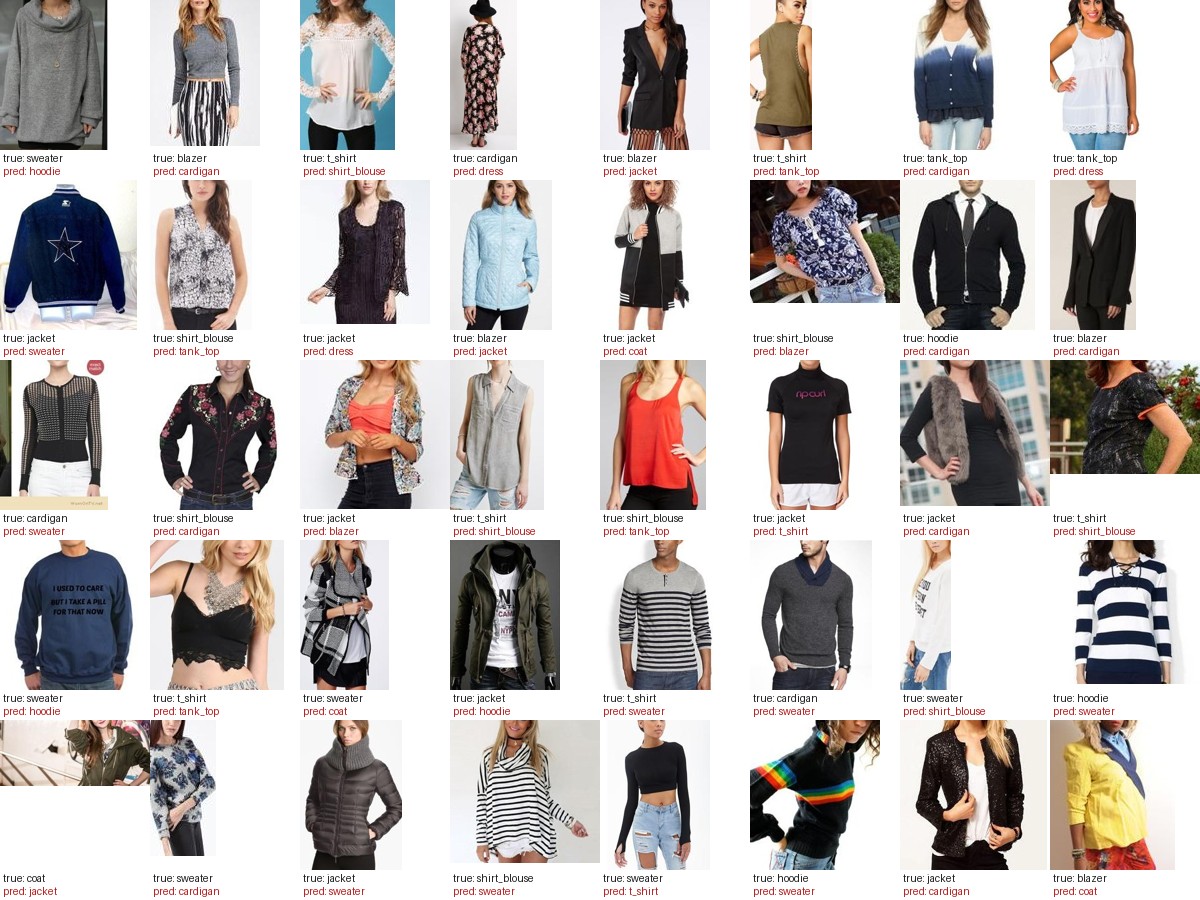 true: sweater
pred: hoodie
true: blazer
pred: cardigan
true: t_shirt
pred: shirt_blouse
true: cardigan
pred: dress
true: blazer
pred: jacket
true: t_shirt
pred: tank_top
true: tank_top
pred: cardigan
true: tank_top
pred: dress
true: jacket
pred: sweater
true: shirt_blouse
pred: tank_top
true: jacket
pred: dress
true: blazer
pred: jacket
true: jacket
pred: coat
true: shirt_blouse
pred: blazer
true: hoodie
pred: cardigan
true: blazer
pred: cardigan
rip curl
true: cardigan
pred: sweater
true: shirt_blouse
pred: cardigan
true: jacket
pred: blazer
true: t_shirt
pred: shirt_blouse
true: shirt_blouse
pred: tank_top
true: jacket
pred: t_shirt
true: jacket
pred: jacket
true: t_shirt
pred: shirt_blouse
I USED TO CARE
BUT I TAKE A PILL
FOR THAT NOW
NY
CAM
NYPD
true: sweater
pred: hoodie
true: t_shirt
pred: tank_top
true: sweater
pred: coat
true: jacket
pred: hoodie
true: t_shirt
pred: sweater
true: cardigan
pred: sweater
true: sweater
pred: shirt_blouse
true: hoodie
pred: sweater
true: coat
pred: jacket
true: sweater
pred: cardigan
true: jacket
pred: sweater
true: shirt_blouse
pred: sweater
true: sweater
pred: t_shirt
true: hoodie
pred: sweater
true: jacket
pred: cardigan
true: blazer
pred: coat